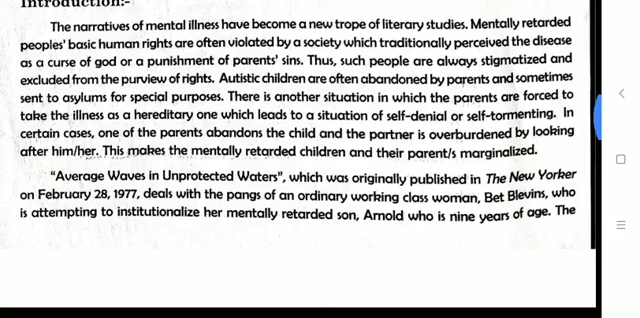 Introduction:-
The narratives of mental illness have become a new trope of literary studies. Mentally retarded
peoples' basic human rights are often violated by a society which traditionally perceived the disease
as a curse of god or a punishment of parents' sins. Thus, such people are always stigmatized and
excluded from the purview of rights. Autistic children are often abandoned by parents and sometimes
sent to asylums for special purposes. There is another situation in which the parents are forced to
take the illness as a hereditary one which leads to a situation of self-denial or self-tormenting. In
certain cases, one of the parents abandons the child and the partner is overburdened by looking
after him/her. This makes the mentally retarded children and their parent/s marginalized.
"Average Waves in Unprotected Waters", which was originally published in The New Yorker
on February 28, 1977, deals with the pangs of an ordinary working class woman, Bet Blevins, who
is attempting to institutionalize her mentally retarded son, Arnold who is nine years of age. The